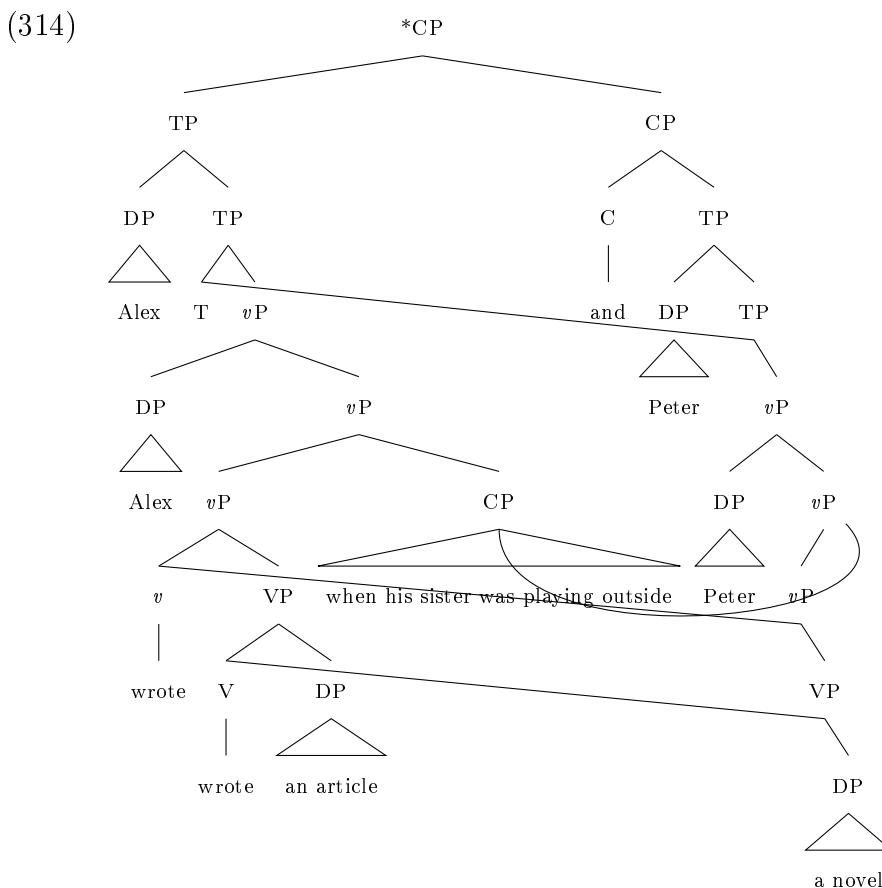 (314)
*CP
TP CP
DP TP C TP
Alex T vP and DP TP
DP vP Peter vP
Alex vP CP DP vP
v VP when his sister was playing outside Peter vP
wrote V DP VP
wrote an article DP
a novel